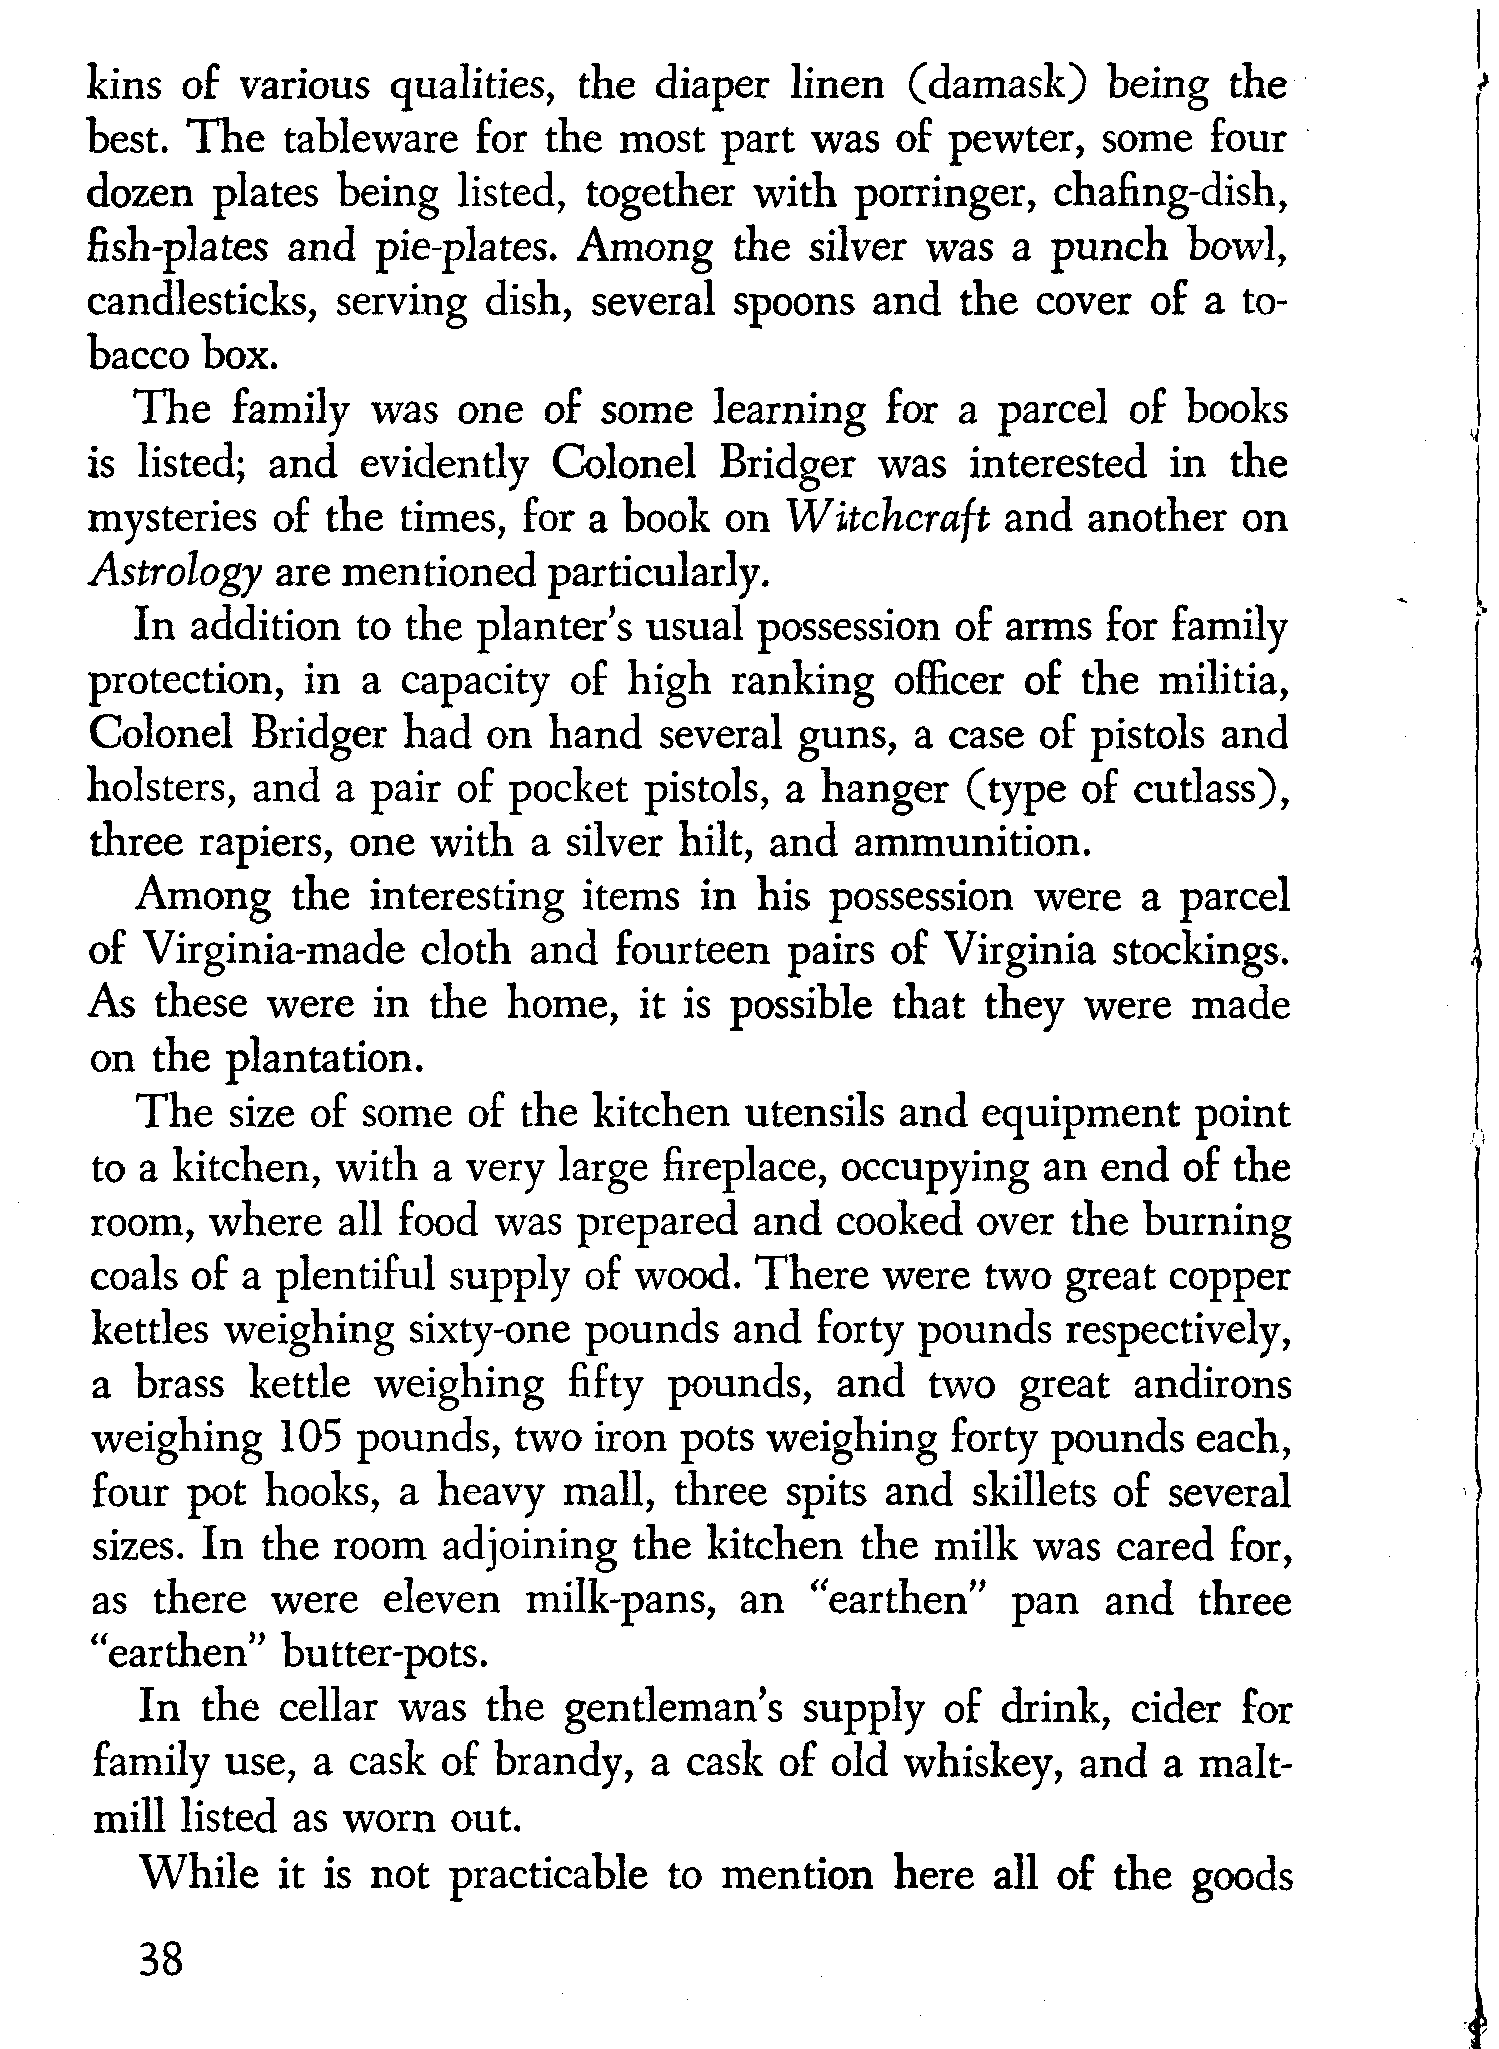 kins of various qualities, the diaper linen (damask) being the
best. The tableware for the most part was of pewter, some four
dozen plates being listed, together with porringer, chafing-dish,
fish-plates and pie-plates. Among the silver was a punch bowl,
candlesticks, serving dish, several spoons and the cover of a to-
bacco box.
The family was one of some learning for a parcel of books
is listed; and evidently Colonel Bridger was interested in the
mysteries of the times, for a book on Witchcraft and another on
Astrology are mentioned particularly.
In addition to the planter's usual possession of arms for family
protection, in a capacity of high ranking officer of the militia,
Colonel Bridger had on hand several guns, a case of pistols and
holsters, and a pair of pocket pistols, a hanger (type of cutlass),
three rapiers, one with a silver hilt, and ammunition.
Among the interesting items in his possession were a parcel
of Virginia-made cloth and fourteen pairs of Virginia stockings.
As these were in the home, it is possible that they were made
on the plantation.
The size of some of the kitchen utensils and equipment point
to a kitchen, with a very large fireplace, occupying an end of the
room, where all food was prepared and cooked over the burning
coals of a plentiful supply of wood. There were two great copper
kettles weighing sixty-one pounds and forty pounds respectively,
a brass kettle weighing fifty pounds, and two great andirons
weighing 105 pounds, two iron pots weighing forty pounds each,
four pot hooks, a heavy mall, three spits and skillets of several
sizes. In the room adjoining the kitchen the milk was cared for,
as there were eleven milk-pans, an "earthen" pan and three
"earthen" butter-pots.
In the cellar was the gentleman's supply of drink, cider for
family use, a cask of brandy, a cask of old whiskey, and a malt-
mill listed as worn out.
While it is not practicable to mention here all of the goods
38